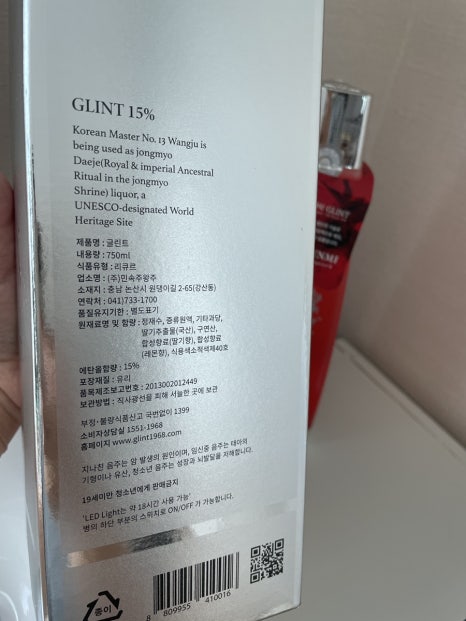 GLINT 15%
Korean Master No. 13 Wangju is
being used as jongmyo
Daeje(Royal & imperial Ancestral
Ritual in the jongmyo
Shrine) liquor, a
UNESCO-designated World
Heritage Site
제품명 : 글린트
내용량 : 750ml
식품유형 : 리큐르
업소명 : (주)민속주왕주
소재지 : 충남 논산시 원댕이길 2-65(강산동)
연락처 : 041)733-1700
품질유지기한 : 별도표기
원재료명 및 함량 : 정제수, 증류원액, 기타과당,
딸기추출물(국산), 구연산,
합성향료(딸기향), 합성향료
(레몬향), 식용색소적색제40호
에탄올함량 : 15%
포장재질 : 유리
품목제조보고번호 : 2013002012449
보관방법 : 직사광선을 피해 서늘한 곳에 보관
부정·불량식품신고 국번없이 1399
소비자상담실 1551-1968
홈페이지 www.glint1968.com
지나친 음주는 암 발생의 원인이며, 임신중 음주는 태아의
기형이나 유산, 청소년 음주는 성장과 뇌발달을 저해합니다.
19세미만 청소년에게 판매금지
'LED Light는 약 18시간 사용 가능'
병의 하단 부분의 스위치로 ON/OFF 가 가능합니다.
종이
8 809955 410016
GLINT